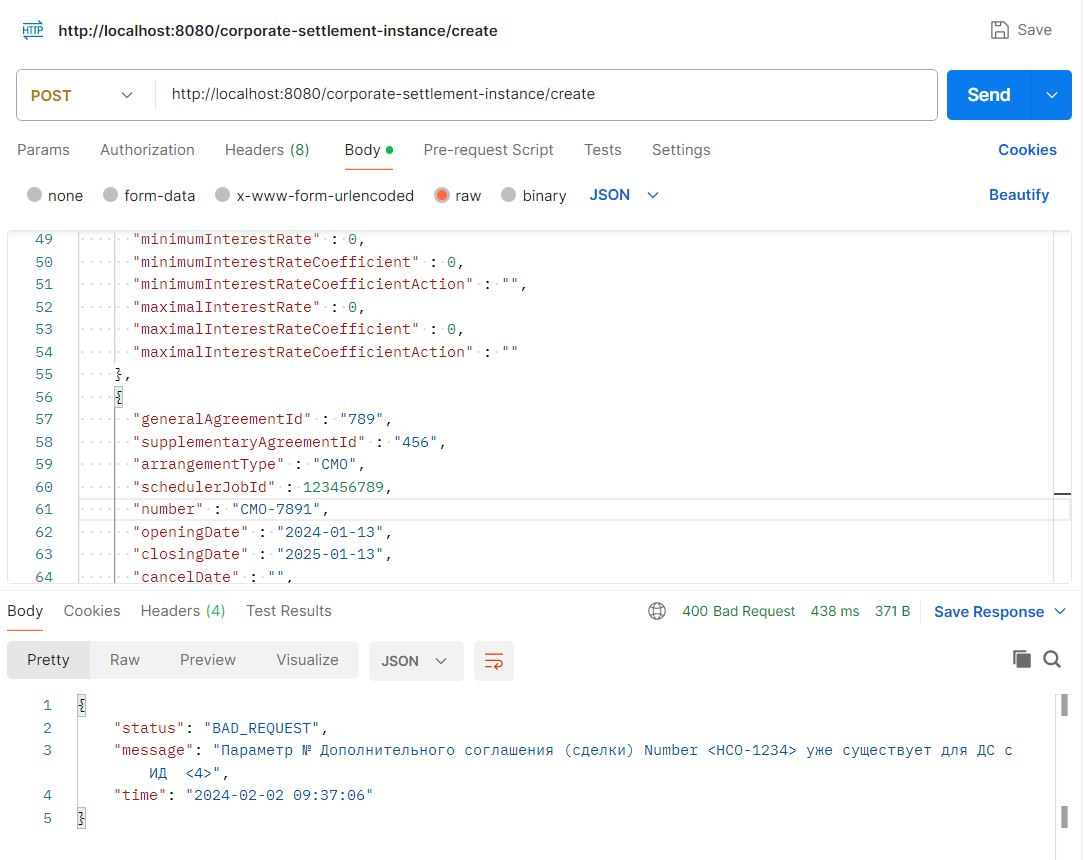 HTTP http://localhost:8080/corporate-settlement-instance/create Save
POST http://localhost:8080/corporate-settlement-instance/create Send
Params Authorization Headers (8) Body Pre-request Script Tests Settings Cookies
none form-data x-www-form-urlencoded raw binary JSON Beautify
49 "minimumInterestRate" : 0,
50 "minimumInterestRateCoefficient" : 0,
51 "minimumInterestRateCoefficientAction" : "",
52 "maximalInterestRate" : 0,
53 "maximalInterestRateCoefficient" : 0,
54 "maximalInterestRateCoefficientAction" : ""
55 },
56 {
57 "generalAgreementId" : "789",
58 "supplementaryAgreementId" : "456",
59 "arrangementType" : "CMO",
60 "schedulerJobId" : 123456789,
61 "number" : "CMO-7891",
62 "openingDate" : "2024-01-13",
63 "closingDate" : "2025-01-13",
64 "cancelDate" : "",
Body Cookies Headers (4) Test Results 400 Bad Request 438 ms 371 B Save Response
Pretty Raw Preview Visualize JSON
1 {
2 "status": "BAD_REQUEST",
3 "message": "Параметр № Дополнительного соглашения (сделки) Number <НСО-1234> уже существует для ДС с
ИД <4>",
4 "time": "2024-02-02 09:37:06"
5 }